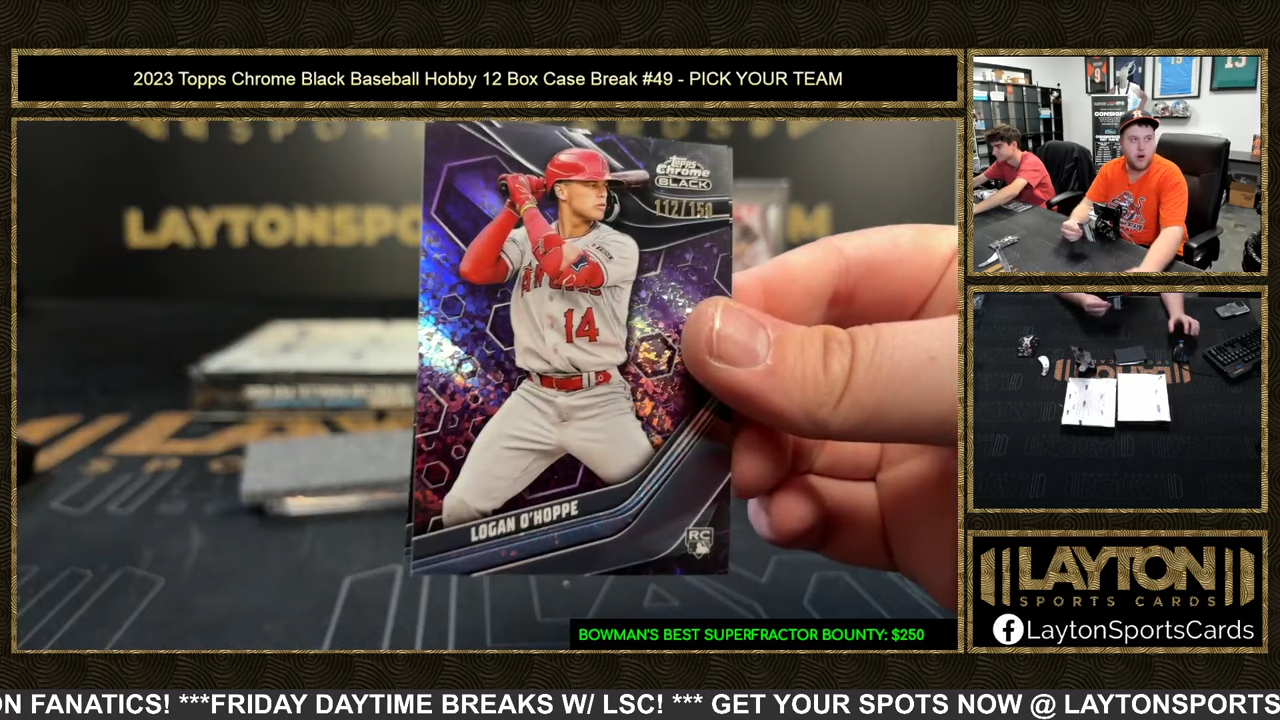 2023 Topps Chrome Black Baseball Hobby 12 Box Case Break #49 - PICK YOUR TEAM
LAYTONSPO
Topps
Chrome
BLACK
112/150
14
LOGAN O'HOPPE
RC
BOWMAN'S BEST SUPERFRACTOR BOUNTY: $250
LAYTON
SPORTS CARDS
LaytonSportsCards
ON FANATICS! ***FRIDAY DAYTIME BREAKS W/ LSC! *** GET YOUR SPOTS NOW @ LAYTONSPORTS